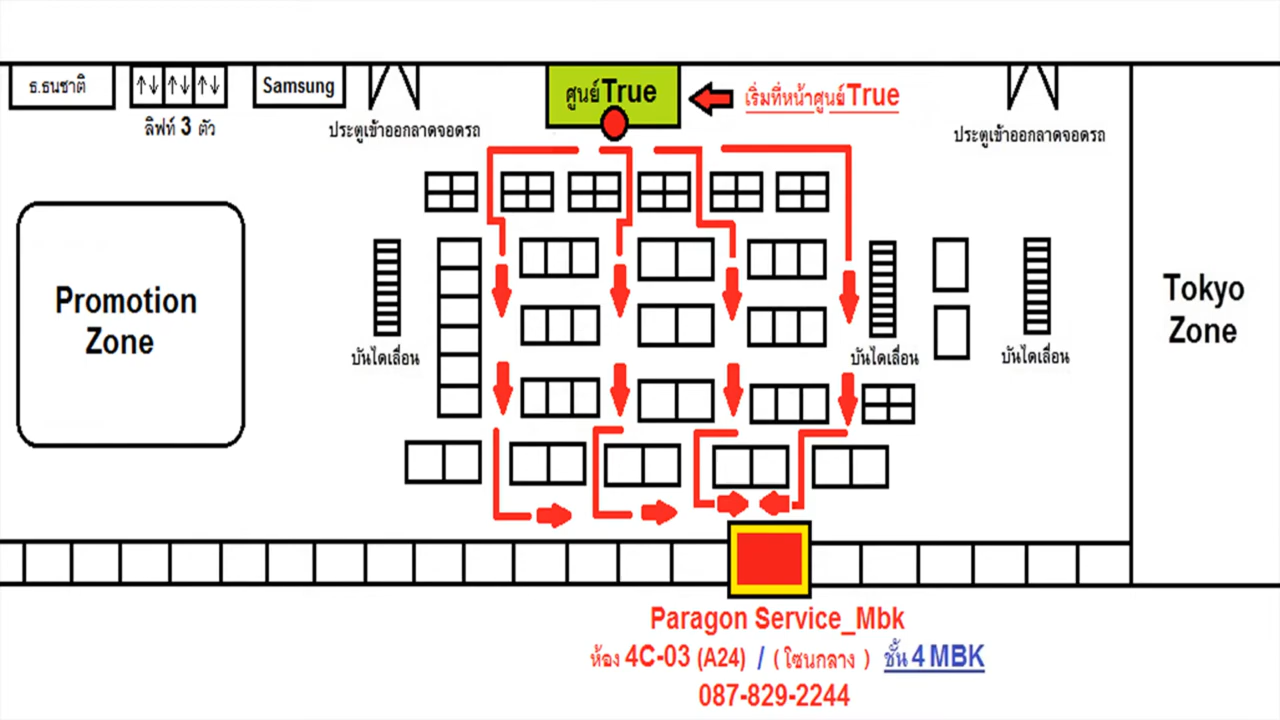 ธ.ธนชาติ
Samsung
ศูนย์True
เริ่มที่หน้าศูนย์True
ลิฟท์ 3 ตัว
ประตูเข้าออกลาดจอดรถ
ประตูเข้าออกลาดจอดรถ
Promotion
Zone
Tokyo
Zone
บันไดเลื่อน
บันไดเลื่อน
บันไดเลื่อน
Paragon Service_Mbk
ห้อง 4C-03 (A24) / ( โซนกลาง ) ชั้น 4 MBK
087-829-2244